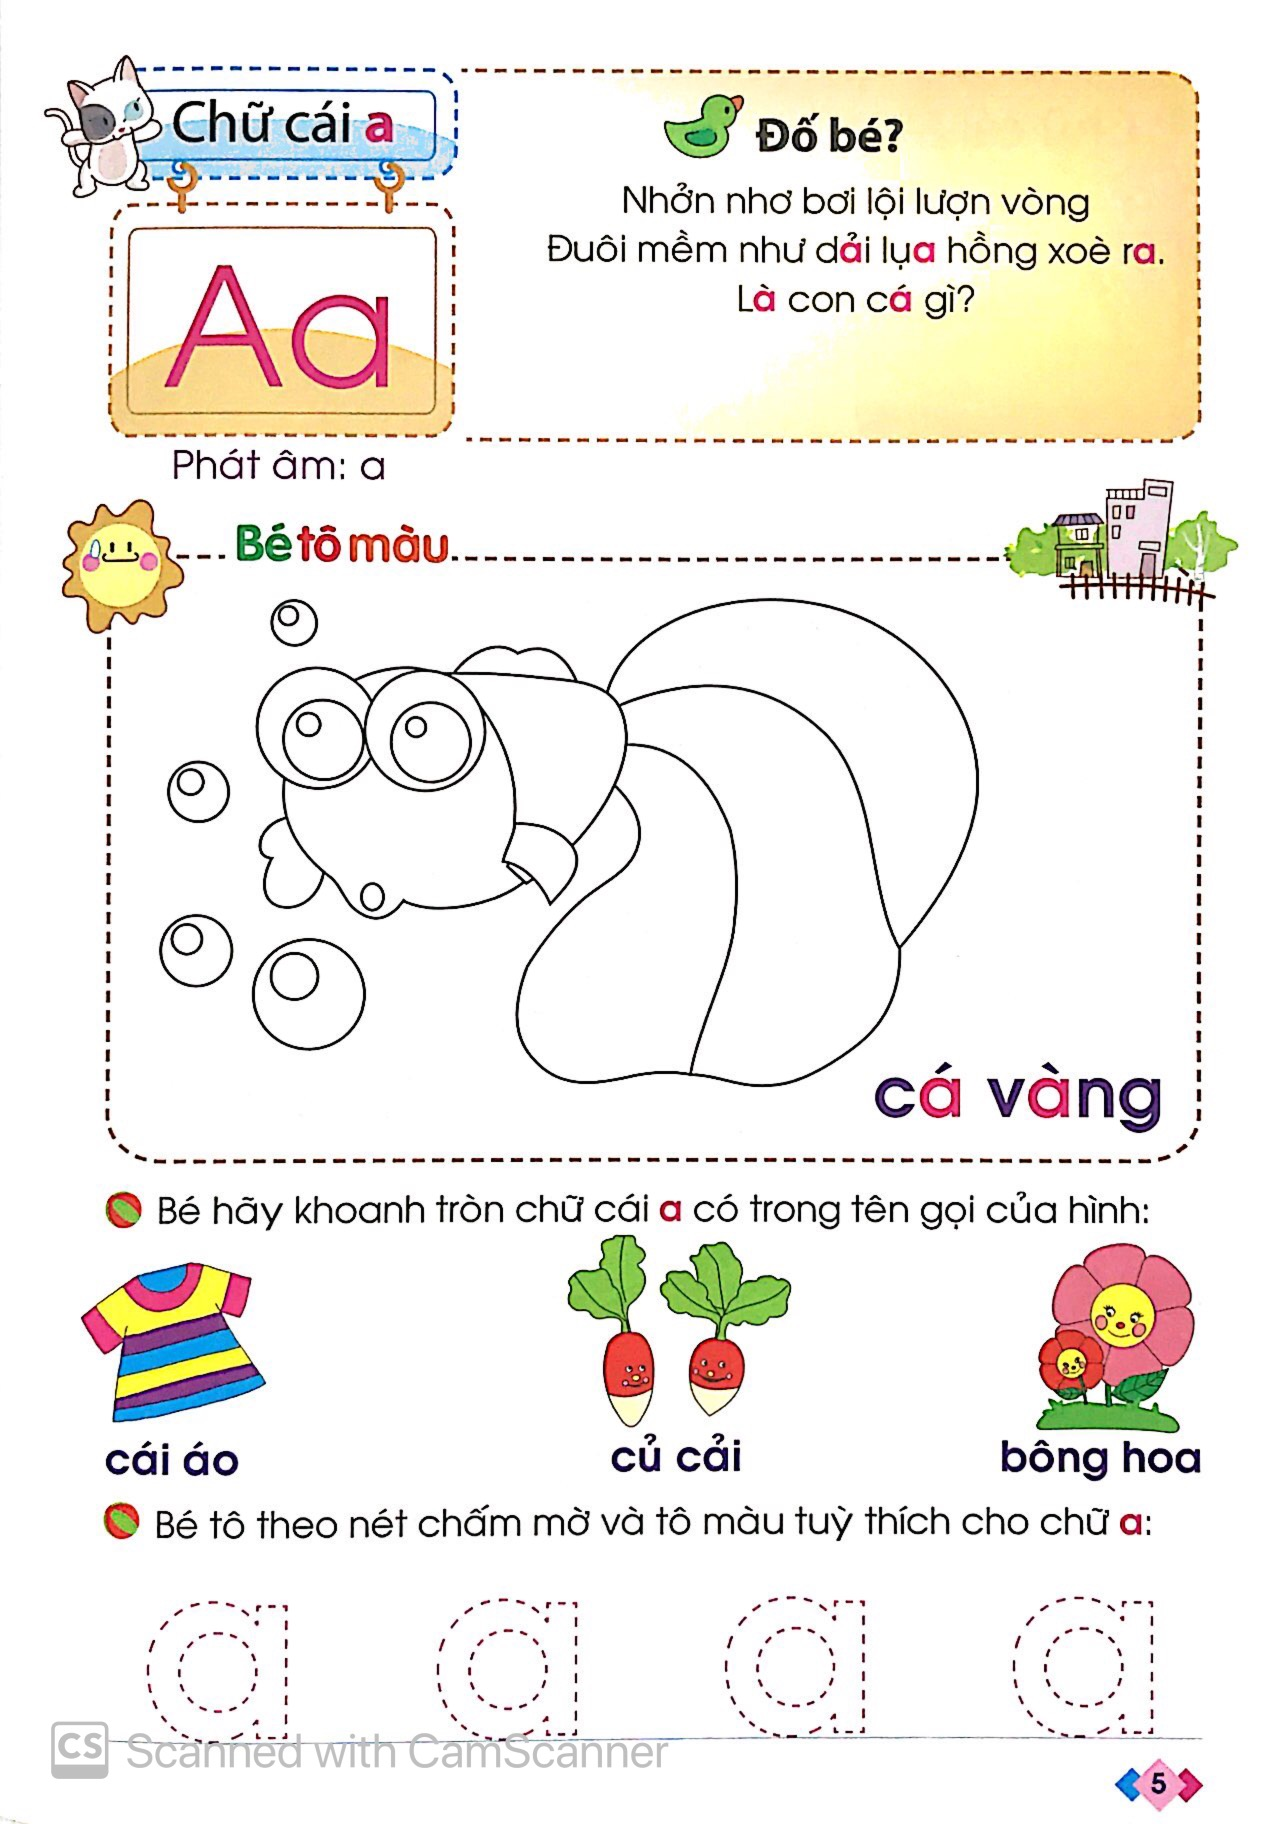 Chữ cái a
Aa
Phát âm: a
Đố bé?
Nhởn nhơ bơi lội lượn vòng
Đuôi mềm như dải lụa hồng xoè ra.
Là con cá gì?
Bé tô màu
cá vàng
Bé hãy khoanh tròn chữ cái a có trong tên gọi của hình:
cái áo
củ cải
bông hoa
Bé tô theo nét chấm mờ và tô màu tuỳ thích cho chữ a:
a a a a
CS Scanned with CamScanner
5